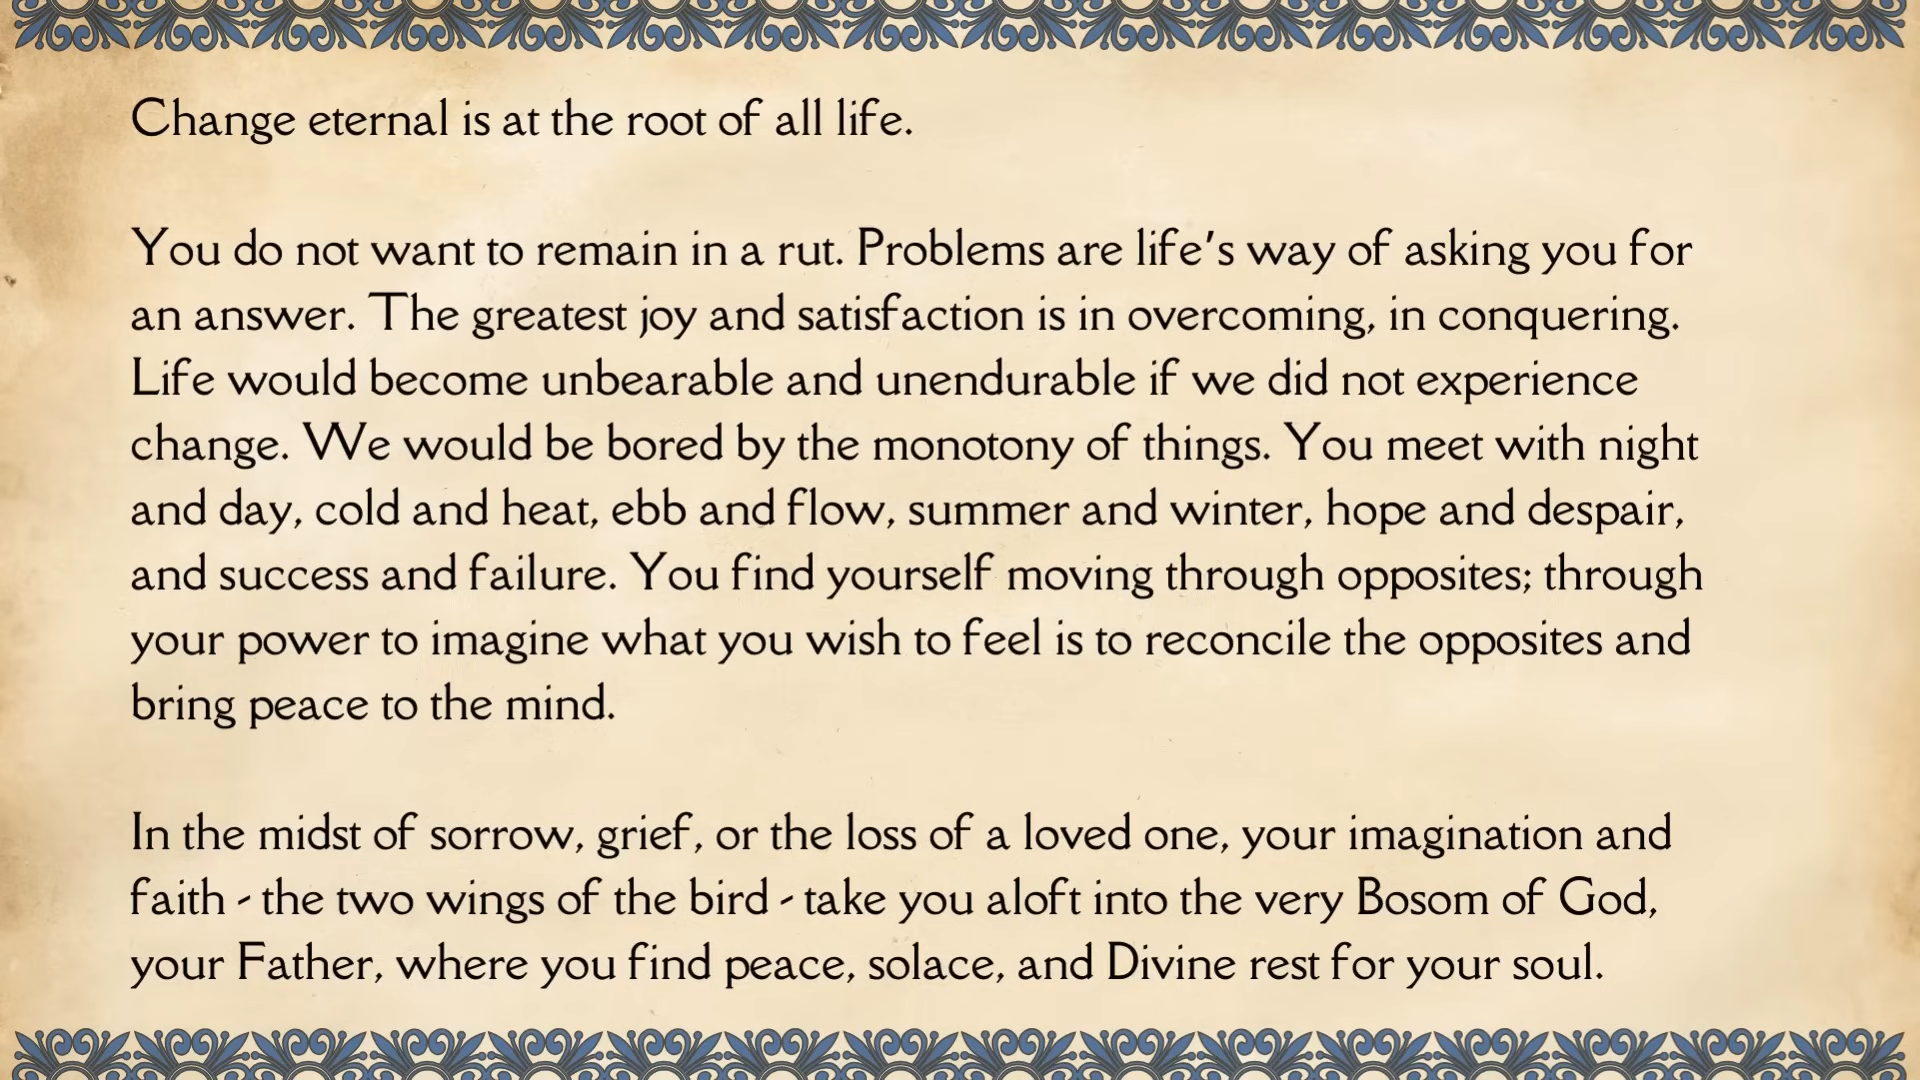 Change eternal is at the root of all life.
You do not want to remain in a rut. Problems are life's way of asking you for
an answer. The greatest joy and satisfaction is in overcoming, in conquering.
Life would become unbearable and unendurable if we did not experience
change. We would be bored by the monotony of things. You meet with night
and day, cold and heat, ebb and flow, summer and winter, hope and despair,
and success and failure. You find yourself moving through opposites; through
your power to imagine what you wish to feel is to reconcile the opposites and
bring peace to the mind.
In the midst of sorrow, grief, or the loss of a loved one, your imagination and
faith - the two wings of the bird - take you aloft into the very Bosom of God,
your Father, where you find peace, solace, and Divine rest for your soul.